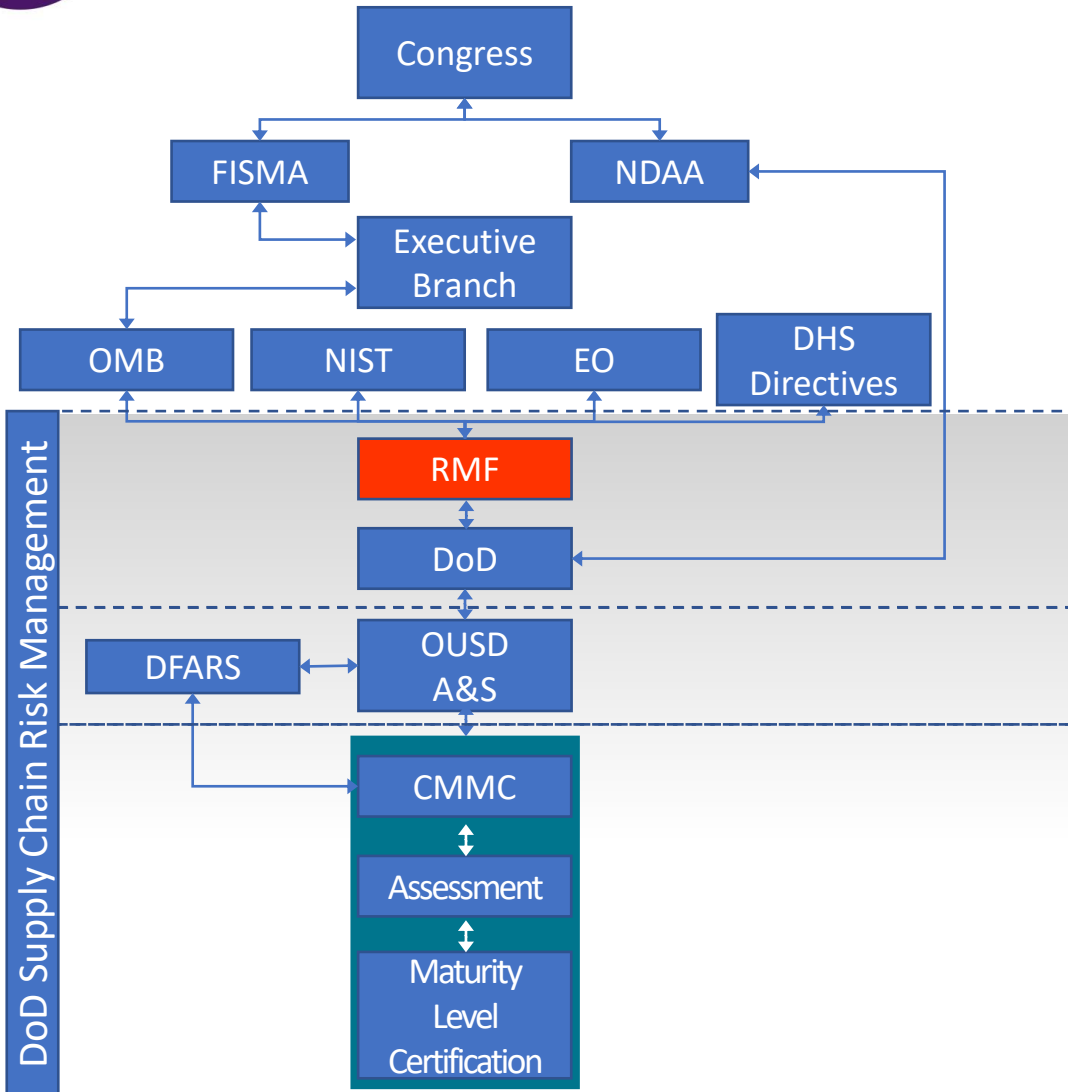 Congress
FISMA
NDAA
Executive
Branch
OMB
NIST
EO
DHS
Directives
DoD Supply Chain Risk Management
RMF
DoD
OUSD
A&S
DFARS
CMMC
Assessment
Maturity
Level
Certification